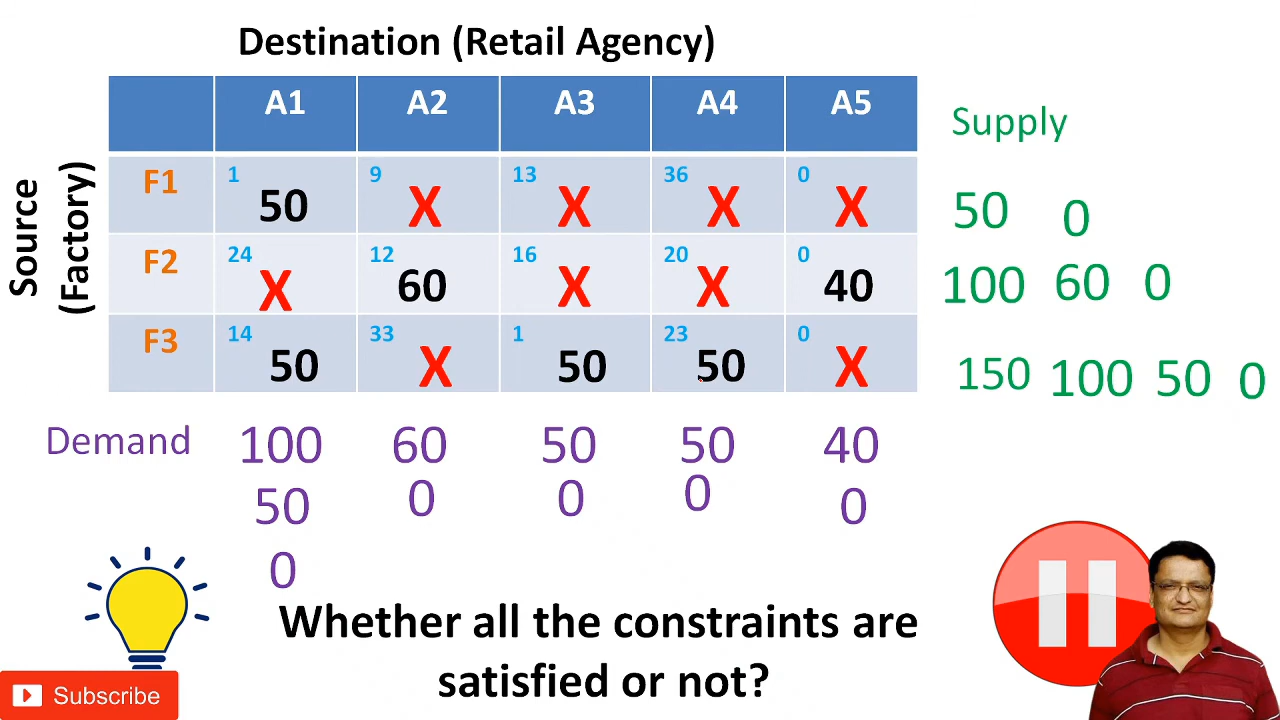 Destination (Retail Agency)
Source
(Factory)
A1 A2 A3 A4 A5
Supply
F1 1 50 9 X 13 X 36 X 0 X 50 0
F2 24 X 12 60 16 X 20 X 0 40 100 60 0
F3 14 50 33 X 1 50 23 50 0 X 150 100 50 0
Demand 100 60 50 50 40
50 0 0 0 0
0
Whether all the constraints are
satisfied or not?
Subscribe